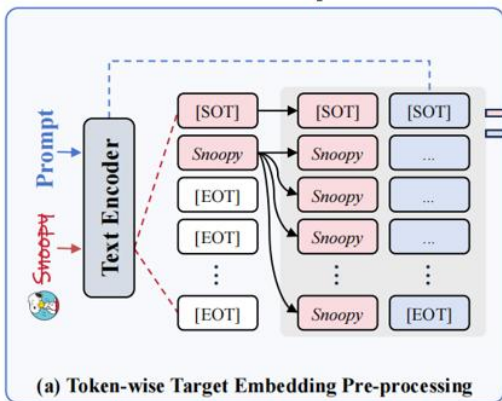 Prompt
Snoopy
Text Encoder
[SOT] [SOT] [SOT]
Snoopy Snoopy ...
[EOT] Snoopy ...
[EOT] Snoopy ...
⋮ ⋮ ⋮
[EOT] Snoopy [EOT]
(a) Token-wise Target Embedding Pre-processing